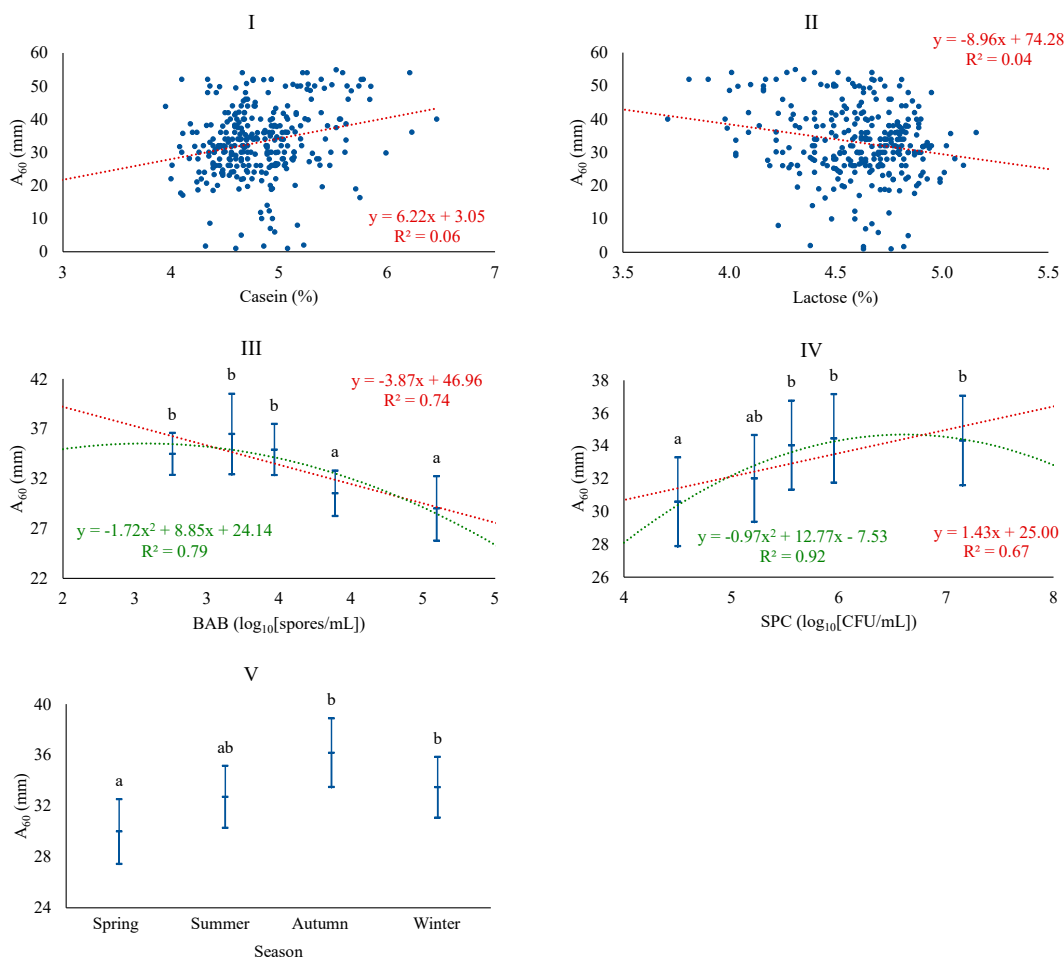 I
60
50
40
30
20
10
0
A₆₀ (mm)
y = 6.22x + 3.05
R² = 0.06
3 4 5 6 7
Casein (%)
II
y = -8.96x + 74.28
R² = 0.04
60
50
40
30
20
10
0
A₆₀ (mm)
3.5 4.0 4.5 5.0 5.5
Lactose (%)
III
42
37
32
27
22
A₆₀ (mm)
b b b a a
y = -3.87x + 46.96
R² = 0.74
y = -1.72x² + 8.85x + 24.14
R² = 0.79
2 3 3 4 4 5 5
BAB (log₁₀[spores/mL])
IV
38
36
34
32
30
28
26
A₆₀ (mm)
a ab b b b
y = -0.97x² + 12.77x - 7.53
R² = 0.92
y = 1.43x + 25.00
R² = 0.67
4 5 6 7 8
SPC (log₁₀[CFU/mL])
V
40
36
32
28
24
A₆₀ (mm)
a ab b b
Spring Summer Autumn Winter
Season